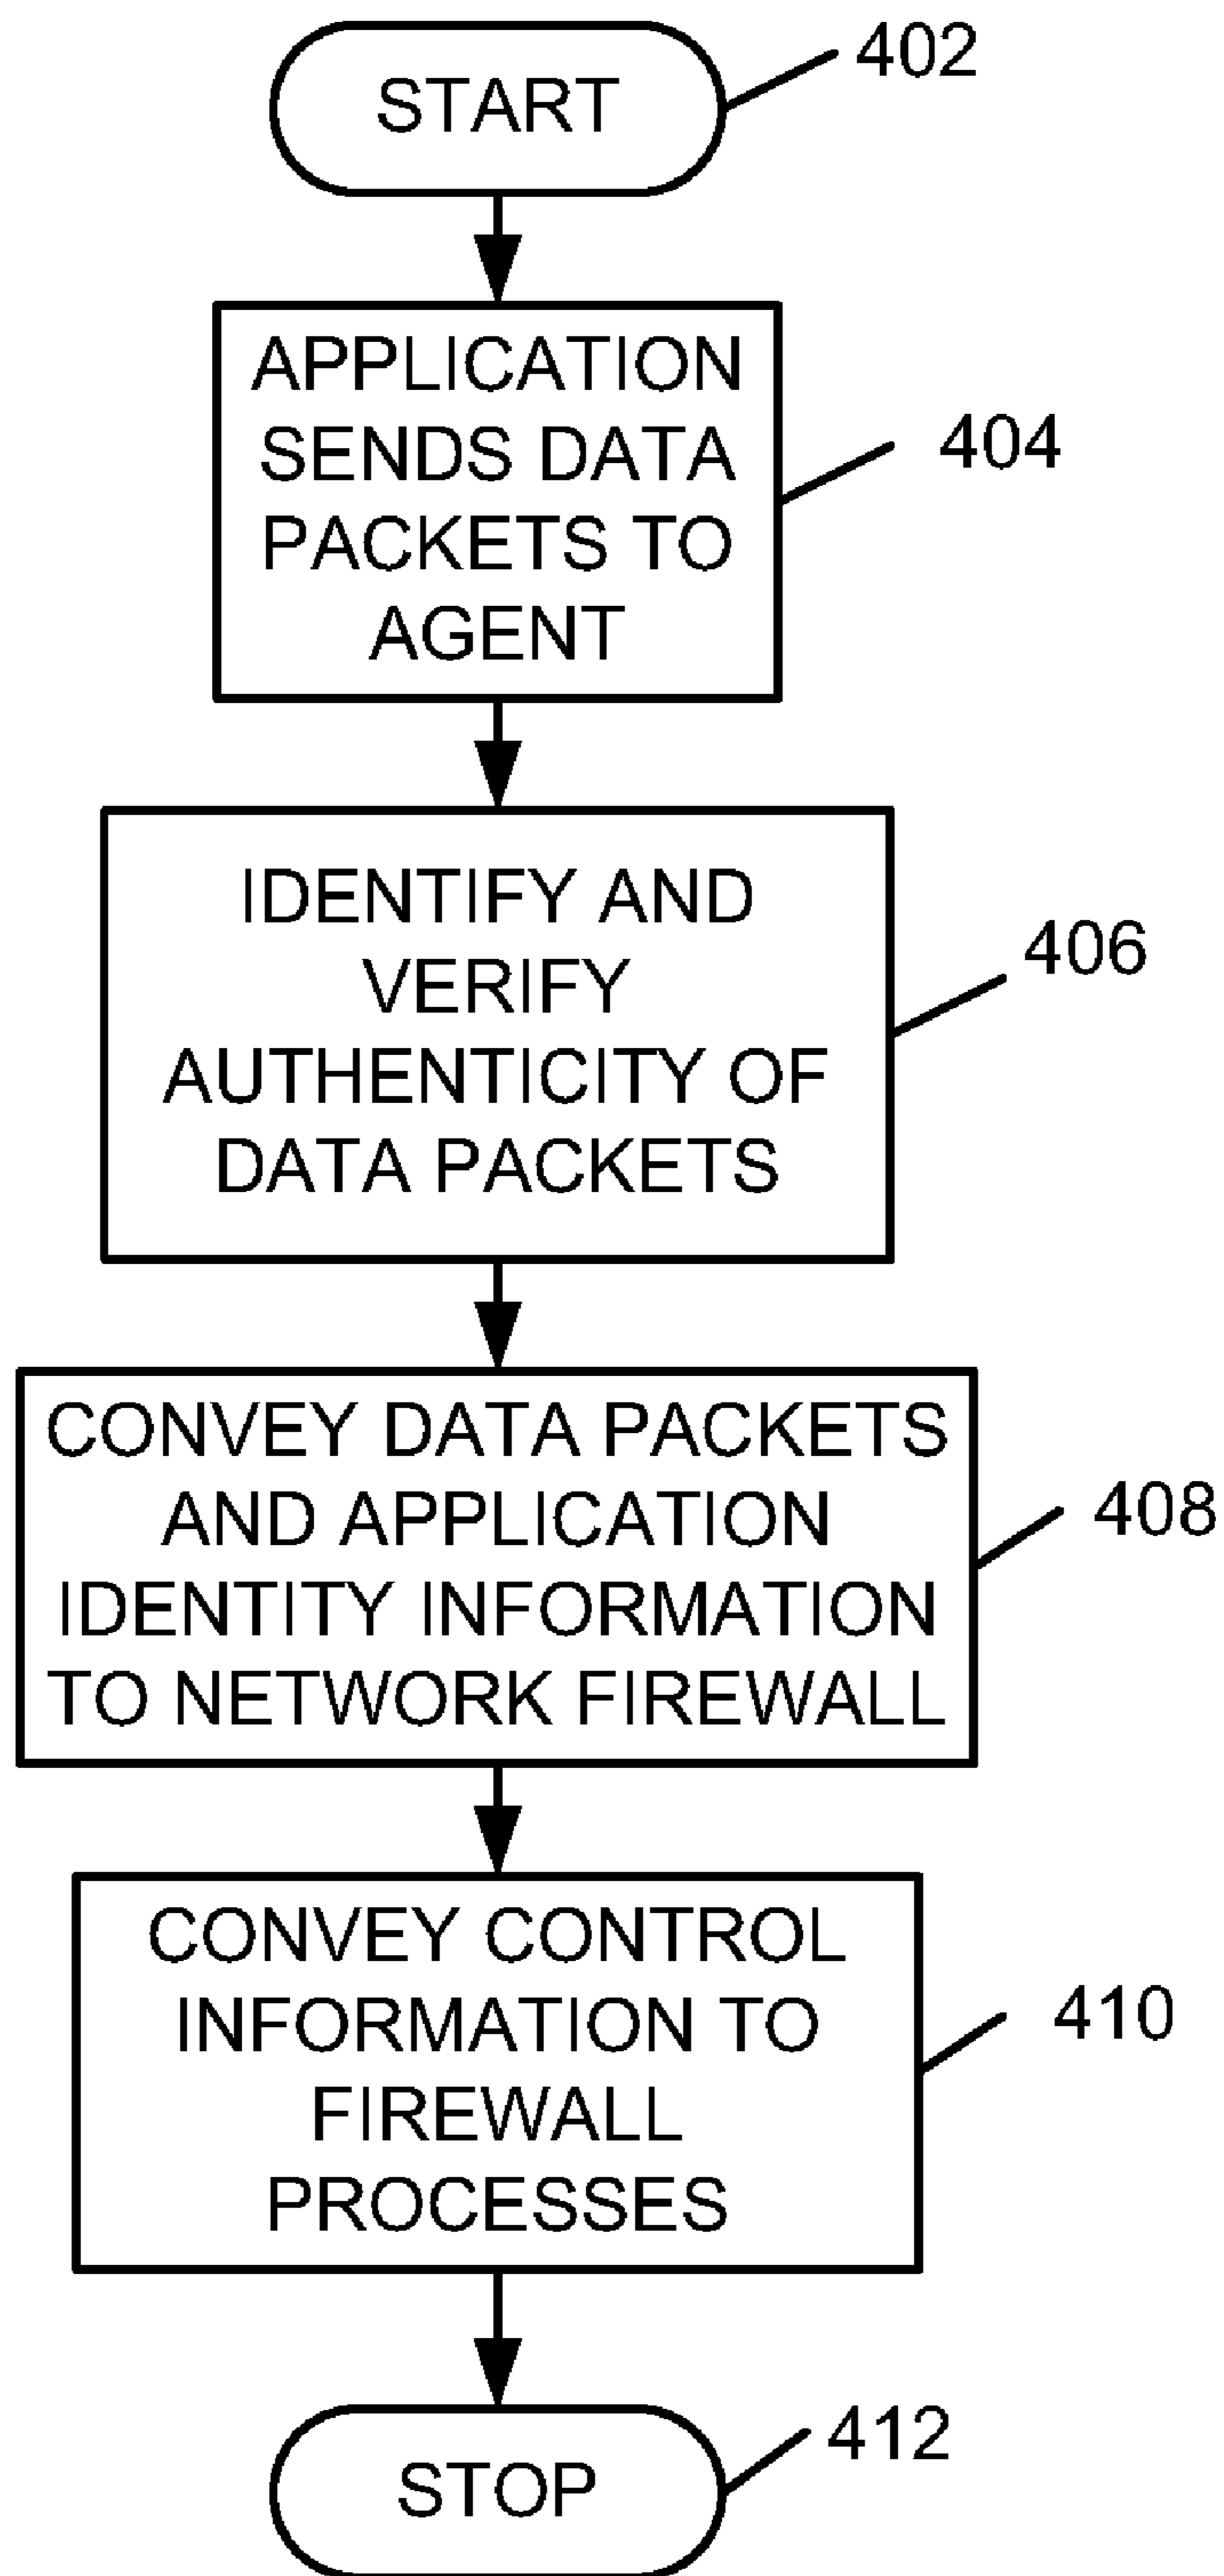 START
402
APPLICATION
SENDS DATA
PACKETS TO
AGENT
404
IDENTIFY AND
VERIFY
AUTHENTICITY OF
DATA PACKETS
406
CONVEY DATA PACKETS
AND APPLICATION
IDENTITY INFORMATION
TO NETWORK FIREWALL
408
CONVEY CONTROL
INFORMATION TO
FIREWALL
PROCESSES
410
STOP
412